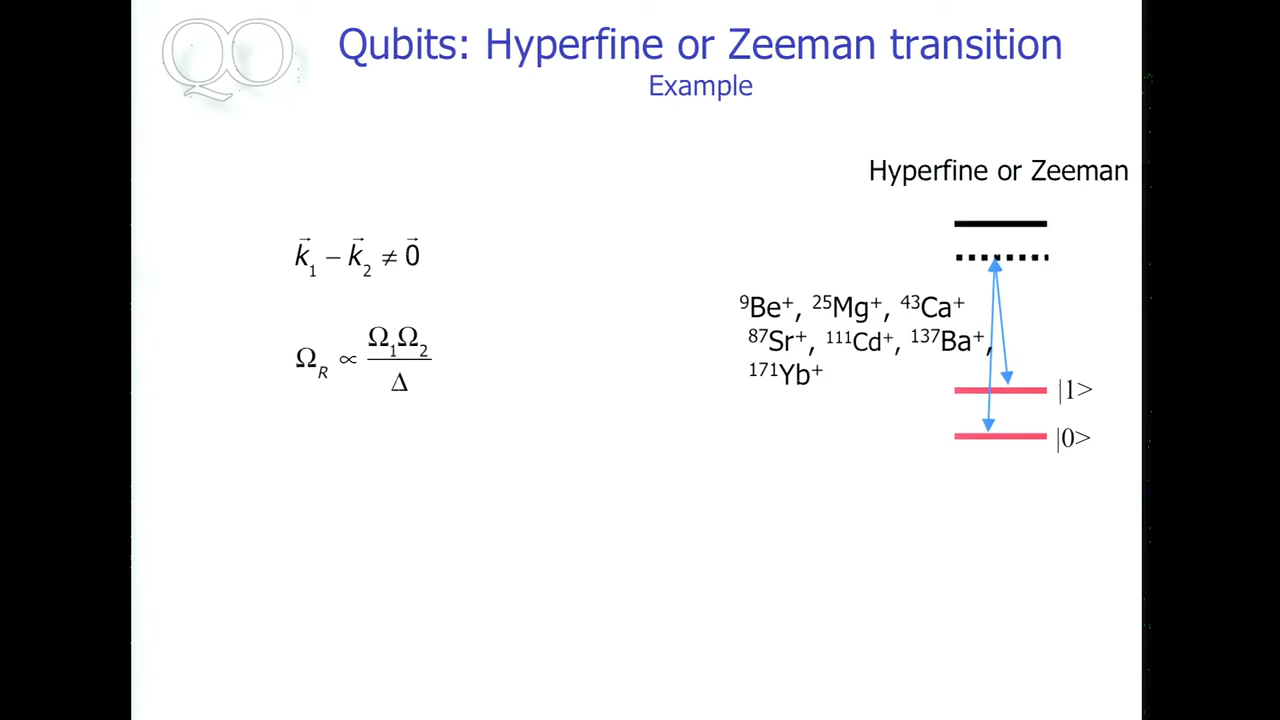 QO
Qubits: Hyperfine or Zeeman transition
Example
Hyperfine or Zeeman
k⃗₁ − k⃗₂ ≠ 0⃗
⁹Be⁺, ²⁵Mg⁺, ⁴³Ca⁺
⁸⁷Sr⁺, ¹¹¹Cd⁺, ¹³⁷Ba⁺,
¹⁷¹Yb⁺
Ω_R ∝ Ω₁Ω₂ / Δ
|1>
|0>